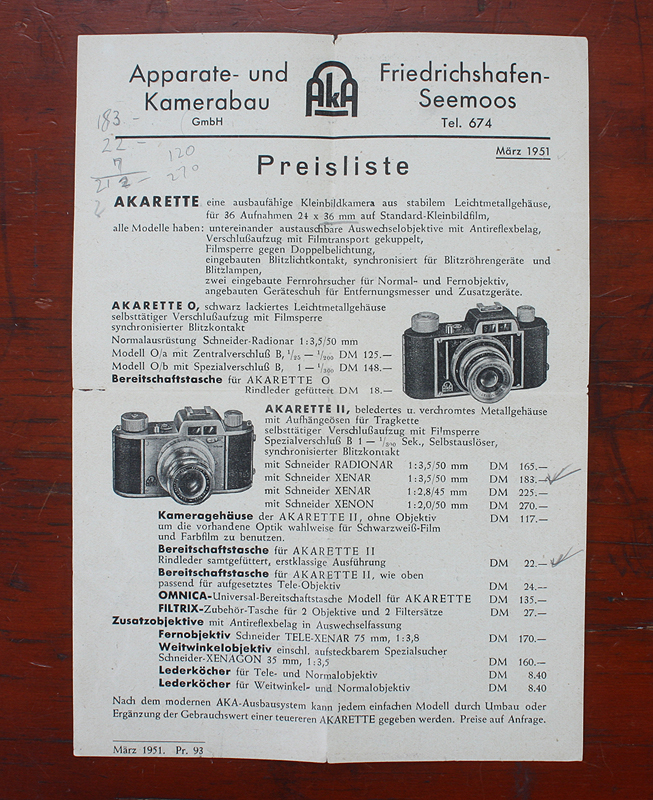 Apparate- und
Kamerabau
GmbH
AkA
Friedrichshafen-
Seemoos
Tel. 674
183 -
22 -
7
212 -
120
270
März 1951
Preisliste
AKARETTE, eine ausbaufähige Kleinbildkamera aus stabilem Leichtmetallgehäuse,
für 36 Aufnahmen 24 x 36 mm auf Standard-Kleinbildfilm,
alle Modelle haben: untereinander austauschbare Auswechselobjektive mit Antireflexbelag,
Verschlußaufzug mit Filmtransport gekuppelt,
Filmsperre gegen Doppelbelichtung,
eingebauten Blitzlichtkontakt, synchronisiert für Blitzröhrengeräte und
Blitzlampen,
zwei eingebaute Fernrohrsucher für Normal- und Fernobjektiv,
angebauten Geräteschuh für Entfernungsmesser und Zusatzgeräte.
AKARETTE O, schwarz lackiertes Leichtmetallgehäuse
selbsttätiger Verschlußaufzug mit Filmsperre
synchronisierter Blitzkontakt
Normalausrüstung Schneider-Radionar 1:3,5/50 mm
Modell O/a mit Zentralverschluß B, 1/25 — 1/200 DM 125.—
Modell O/b mit Spezialverschluß B, 1 — 1/300 DM 148.—
Bereitschaftstasche für AKARETTE O
Rindleder gefüttert DM 18.—
AKARETTE II, beledertes u. verchromtes Metallgehäuse
mit Aufhängeösen für Tragkette
selbsttätiger Verschlußaufzug mit Filmsperre
Spezialverschluß B 1 — 1/300 Sek., Selbstauslöser,
synchronisierter Blitzkontakt
mit Schneider RADIONAR 1:3,5/50 mm DM 165.—
mit Schneider XENAR 1:3,5/50 mm DM 183.—
mit Schneider XENAR 1:2,8/45 mm DM 225.—
mit Schneider XENON 1:2,0/50 mm DM 270.—
Kameragehäuse der AKARETTE II, ohne Objektiv DM 117.—
um die vorhandene Optik wahlweise für Schwarzweiß-Film
und Farbfilm zu benutzen.
Bereitschaftstasche für AKARETTE II
Rindleder samtgefüttert, erstklassige Ausführung DM 22.—
Bereitschaftstasche für AKARETTE II, wie oben
passend für aufgesetztes Tele-Objektiv DM 24.—
OMNICA-Universal-Bereitschaftstasche Modell für AKARETTE DM 135.—
FILTRIX-Zubehör-Tasche für 2 Objektive und 2 Filtersätze DM 27.—
Zusatzobjektive mit Antireflexbelag in Auswechselfassung
Fernobjektiv Schneider TELE-XENAR 75 mm, 1:3,8 DM 170.—
Weitwinkelobjektiv einschl. aufsteckbarem Spezialsucher
Schneider-XENAGON 35 mm, 1:3,5 DM 160.—
Lederköcher für Tele- und Normalobjektiv DM 8.40
Lederköcher für Weitwinkel- und Normalobjektiv DM 8.40
Nach dem modernen AKA-Ausbausystem kann jedem einfachen Modell durch Umbau oder
Ergänzung der Gebrauchswert einer teuereren AKARETTE gegeben werden. Preise auf Anfrage.
März 1951. Pr. 93